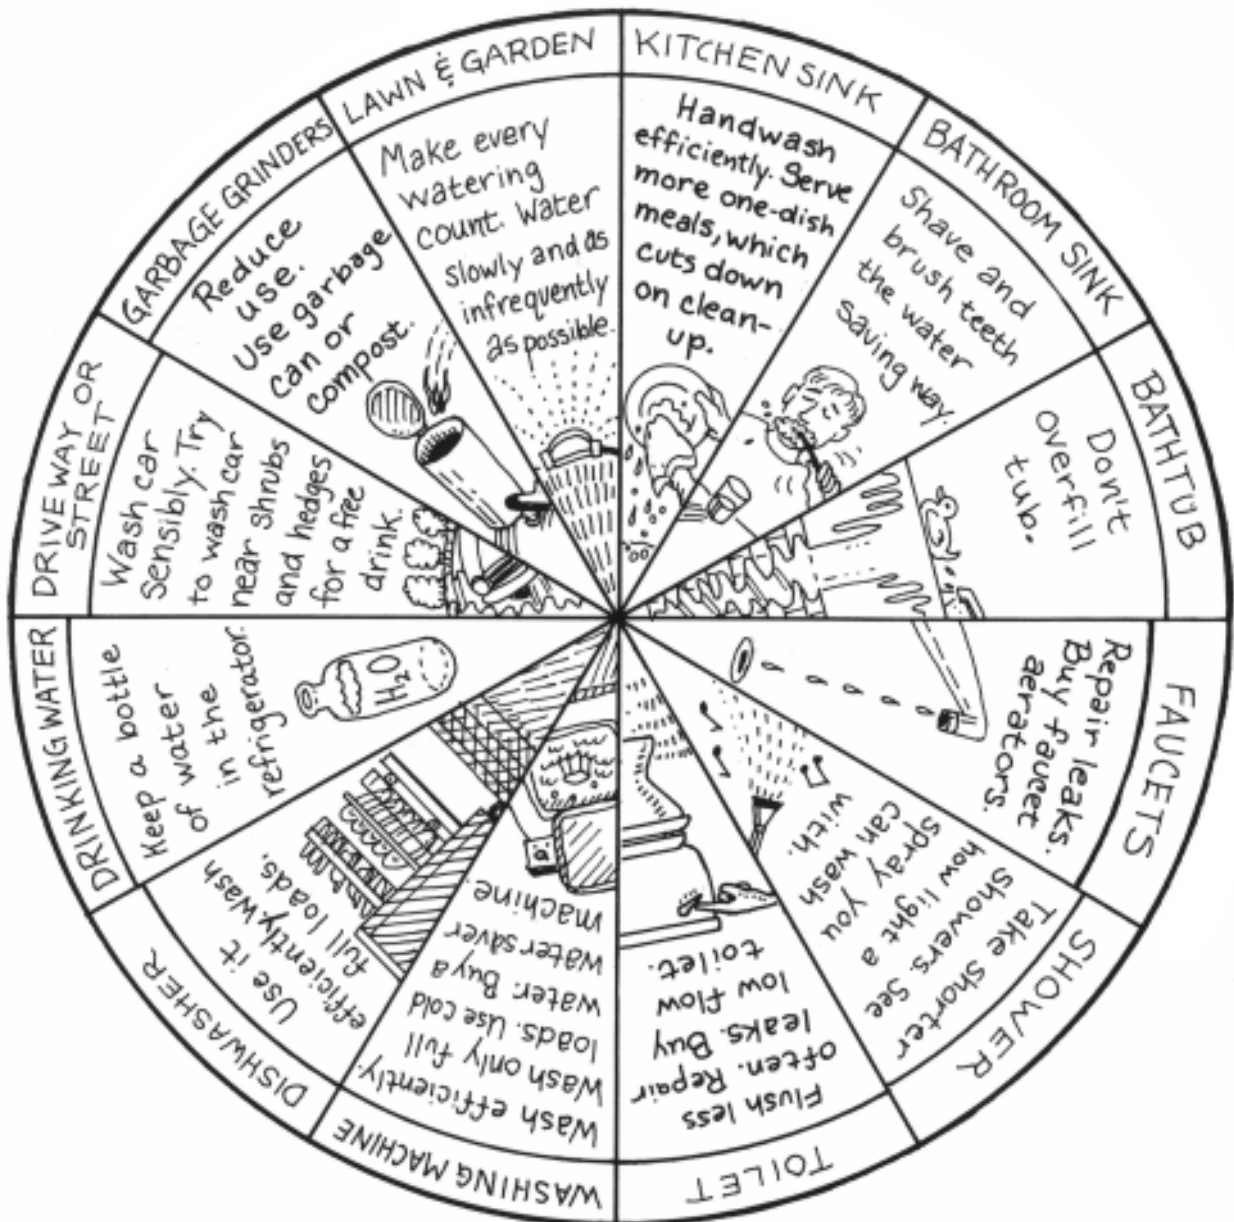 KITCHEN SINK
Handwash
efficiently. Serve
more one-dish
meals, which
cuts down
on clean-
up.
BATHROOM SINK
Shave and
brush teeth
the water
saving way.
BATHTUB
Don't
overfill
tub.
FAUCETS
Repair leaks.
Buy faucet
aerators.
SHOWER
Take shorter
showers. See
how light a
spray you
can wash
with.
TOILET
Flush less
often. Repair
leaks. Buy
low flow
toilet.
WASHING MACHINE
Wash efficiently.
Wash only full
loads. Use cold
water. Buy a
water saver
machine.
DISHWASHER
Use it
efficiently. Wash
full loads.
DRINKING WATER
Keep a bottle
of water
in the
refrigerator.
H2O
DRIVEWAY OR
STREET
Wash car
Sensibly. Try
to wash car
near shrubs
and hedges
for a free
drink.
GARBAGE GRINDERS
Reduce
use.
Use garbage
can or
compost.
LAWN & GARDEN
Make every
watering
count. Water
slowly and as
infrequently
as possible.